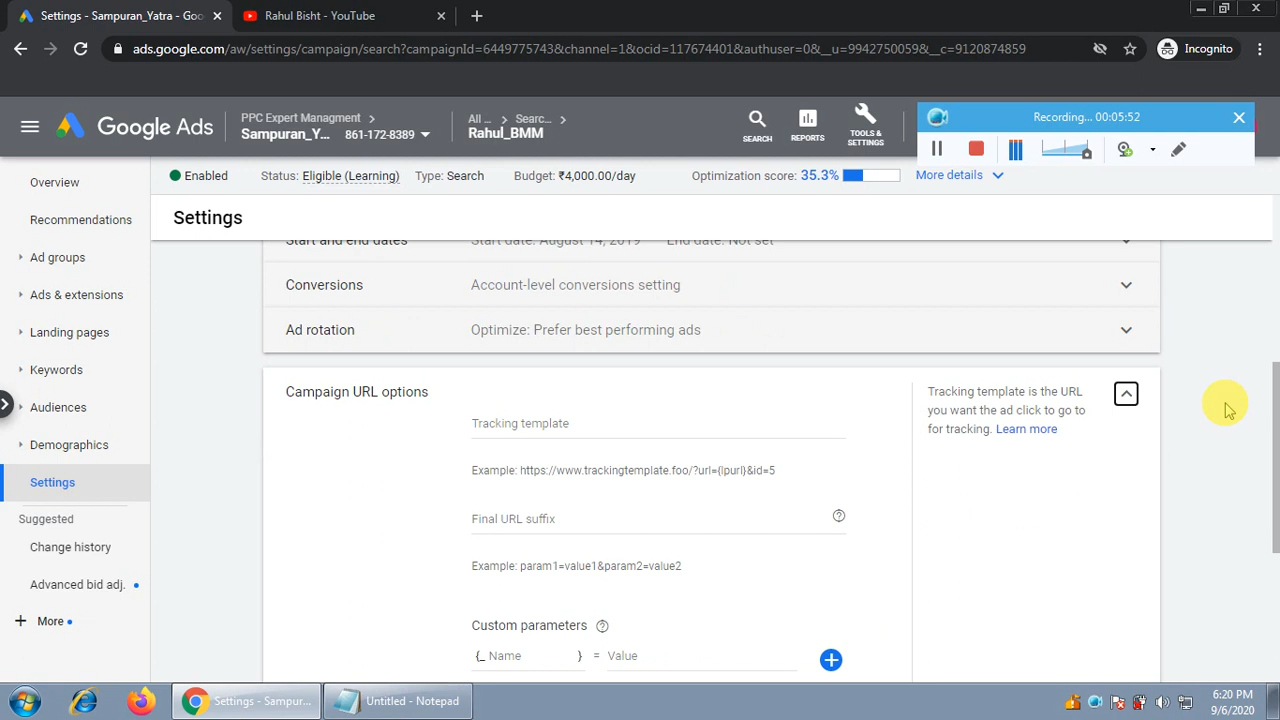 Settings - Sampuran_Yatra - Goo
Rahul Bisht - YouTube
ads.google.com/aw/settings/campaign/search?campaignId=6449775743&channel=1&ocid=117674401&authuser=0&__u=9942750059&__c=9120874859
Incognito
Google Ads
PPC Expert Managment
Sampuran_Y... 861-172-8389
All ...
Searc...
Rahul_BMM
SEARCH
REPORTS
TOOLS &
SETTINGS
Recording... 00:05:52
Enabled
Status: Eligible (Learning)
Type: Search
Budget: ₹4,000.00/day
Optimization score: 35.3%
More details
Overview
Recommendations
Ad groups
Ads & extensions
Landing pages
Keywords
Audiences
Demographics
Settings
Suggested
Change history
Advanced bid adj.
More
Settings
Start and end dates
Start date: August 14, 2019 End date: Not set
Conversions
Account-level conversions setting
Ad rotation
Optimize: Prefer best performing ads
Campaign URL options
Tracking template
Example: https://www.trackingtemplate.foo/?url={lpurl}&id=5
Final URL suffix
Example: param1=value1&param2=value2
Custom parameters
{_ Name } = Value
Tracking template is the URL
you want the ad click to go to
for tracking. Learn more
Settings - Sampur...
Untitled - Notepad
6:20 PM
9/6/2020